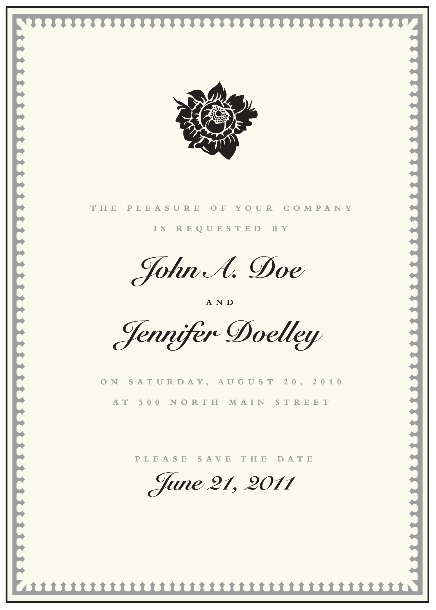 THE PLEASURE OF YOUR COMPANY
IS REQUESTED BY
John A. Doe
AND
Jennifer Doelley
ON SATURDAY, AUGUST 20, 2010
AT 500 NORTH MAIN STREET
PLEASE SAVE THE DATE
June 21, 2011